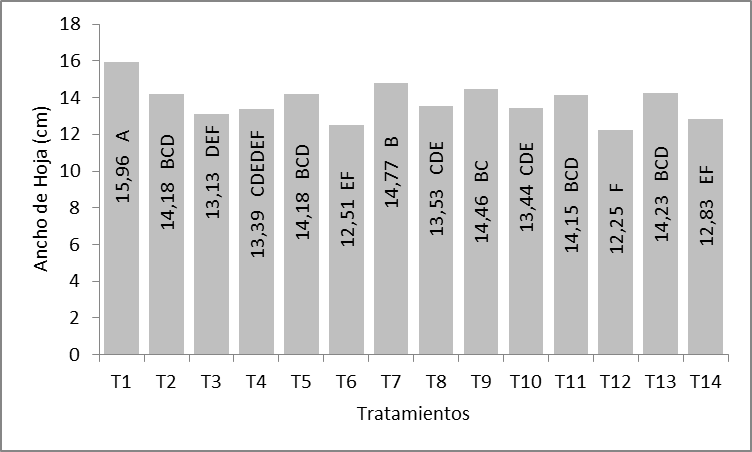 18
16
14
12
10
8
6
4
2
0
Ancho de Hoja (cm)
15,96 A
14,18 BCD
13,13 DEF
13,39 CDEDEF
14,18 BCD
12,51 EF
14,77 B
13,53 CDE
14,46 BC
13,44 CDE
14,15 BCD
12,25 F
14,23 BCD
12,83 EF
T1 T2 T3 T4 T5 T6 T7 T8 T9 T10 T11 T12 T13 T14
Tratamientos